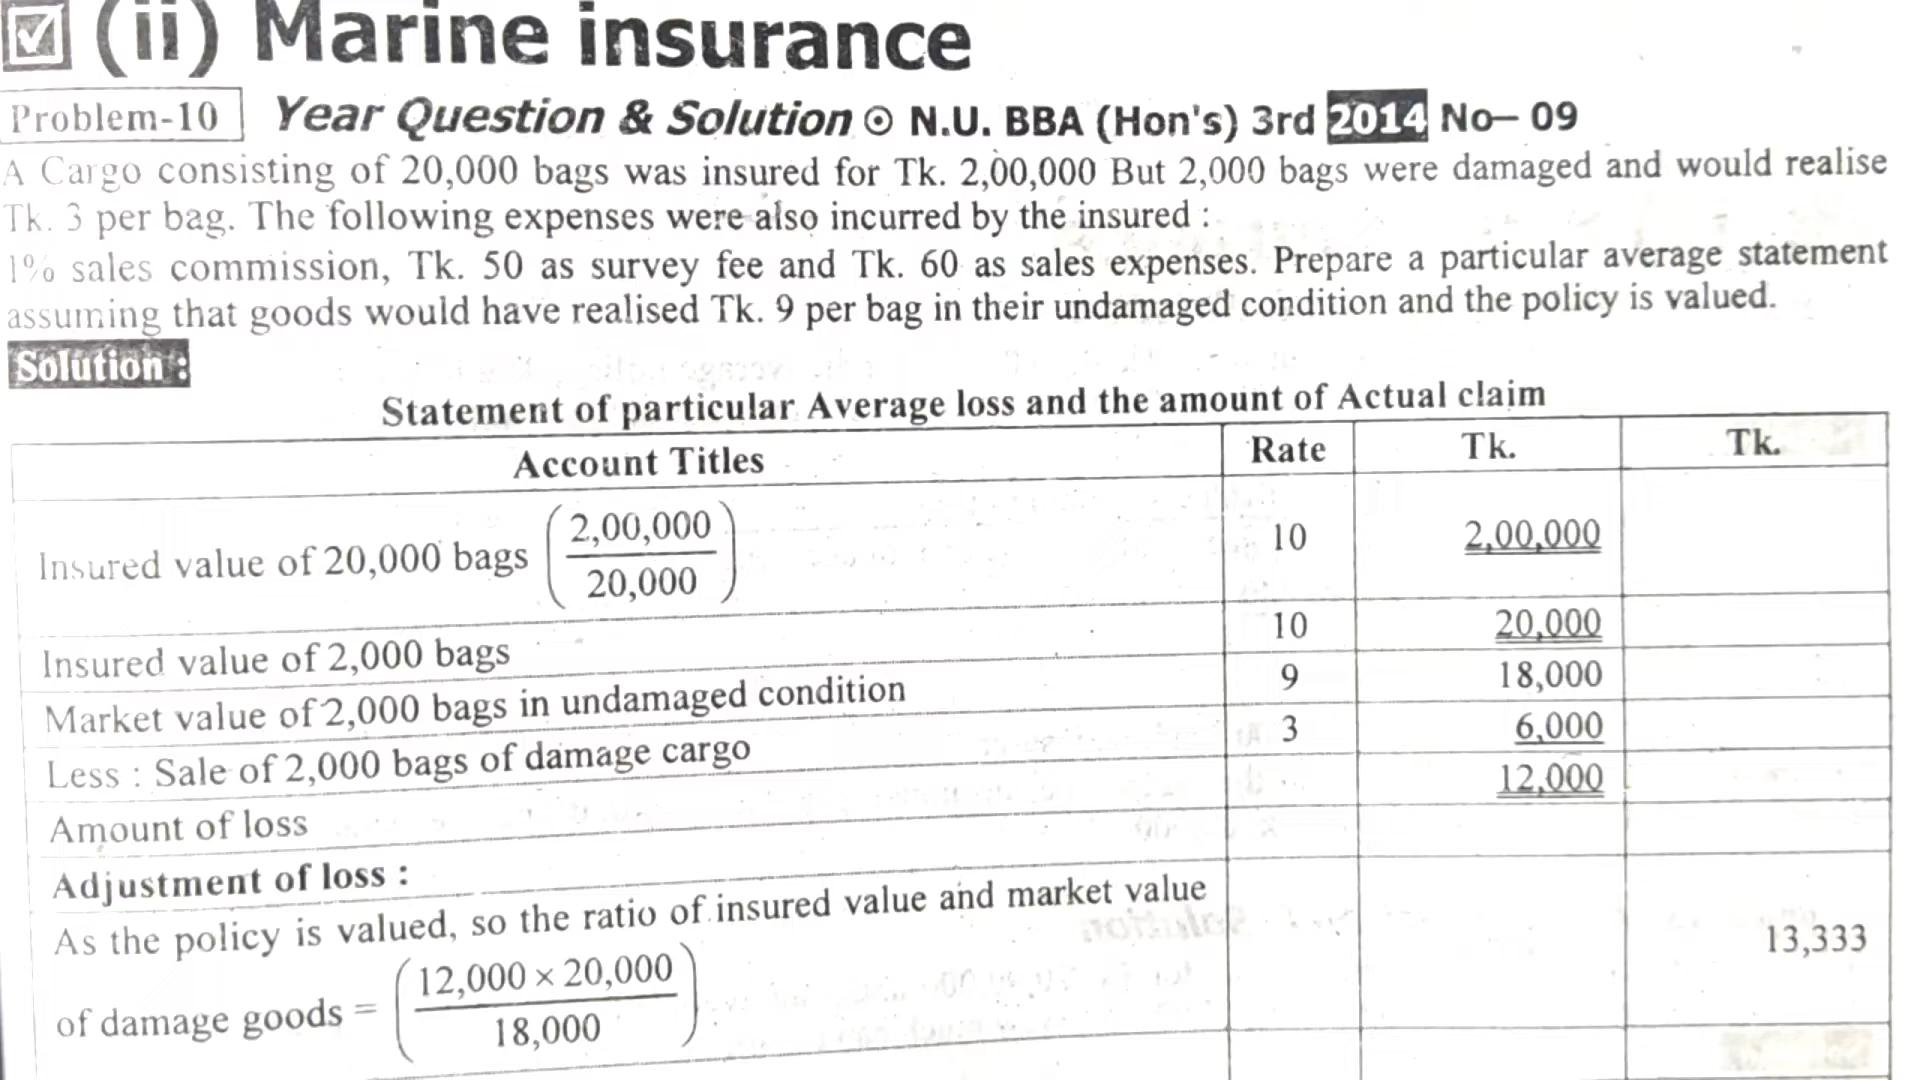 ☑ (ii) Marine insurance
Problem-10 Year Question & Solution ⊙ N.U. BBA (Hon's) 3rd 2014 No– 09
A Cargo consisting of 20,000 bags was insured for Tk. 2,00,000 But 2,000 bags were damaged and would realise
Tk. 3 per bag. The following expenses were also incurred by the insured :
1% sales commission, Tk. 50 as survey fee and Tk. 60 as sales expenses. Prepare a particular average statement
assuming that goods would have realised Tk. 9 per bag in their undamaged condition and the policy is valued.
Solution :
Statement of particular Average loss and the amount of Actual claim
Account Titles Rate Tk. Tk.
Insured value of 20,000 bags (2,00,000 / 20,000) 10 2,00,000
Insured value of 2,000 bags 10 20,000
Market value of 2,000 bags in undamaged condition 9 18,000
Less : Sale of 2,000 bags of damage cargo 3 6,000
Amount of loss 12,000
Adjustment of loss :
As the policy is valued, so the ratio of insured value and market value
of damage goods = (12,000 × 20,000 / 18,000) 13,333